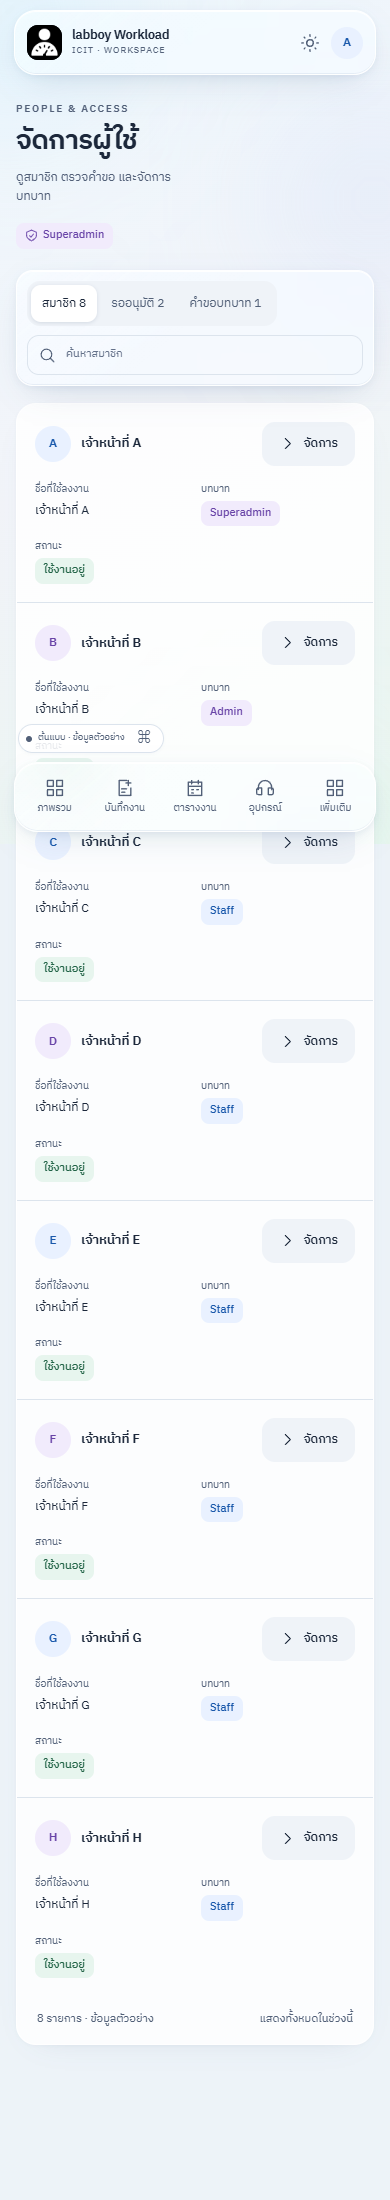 labboy Workload
ICIT · WORKSPACE
A
PEOPLE & ACCESS
จัดการผู้ใช้
ดูสมาชิก ตรวจคำขอ และจัดการ
บทบาท
Superadmin
สมาชิก 8 รออนุมัติ 2 คำขอบทบาท 1
ค้นหาสมาชิก
A เจ้าหน้าที่ A จัดการ
ชื่อที่ใช้ลงงาน บทบาท
เจ้าหน้าที่ A Superadmin
สถานะ
ใช้งานอยู่
B เจ้าหน้าที่ B จัดการ
ชื่อที่ใช้ลงงาน บทบาท
เจ้าหน้าที่ B Admin
ต้นแบบ · ข้อมูลตัวอย่าง
สถานะ
ภาพรวม บันทึกงาน ตารางงาน อุปกรณ์ เพิ่มเติม
C เจ้าหน้าที่ C จัดการ
ชื่อที่ใช้ลงงาน บทบาท
เจ้าหน้าที่ C Staff
สถานะ
ใช้งานอยู่
D เจ้าหน้าที่ D จัดการ
ชื่อที่ใช้ลงงาน บทบาท
เจ้าหน้าที่ D Staff
สถานะ
ใช้งานอยู่
E เจ้าหน้าที่ E จัดการ
ชื่อที่ใช้ลงงาน บทบาท
เจ้าหน้าที่ E Staff
สถานะ
ใช้งานอยู่
F เจ้าหน้าที่ F จัดการ
ชื่อที่ใช้ลงงาน บทบาท
เจ้าหน้าที่ F Staff
สถานะ
ใช้งานอยู่
G เจ้าหน้าที่ G จัดการ
ชื่อที่ใช้ลงงาน บทบาท
เจ้าหน้าที่ G Staff
สถานะ
ใช้งานอยู่
H เจ้าหน้าที่ H จัดการ
ชื่อที่ใช้ลงงาน บทบาท
เจ้าหน้าที่ H Staff
สถานะ
ใช้งานอยู่
8 รายการ · ข้อมูลตัวอย่าง แสดงทั้งหมดในช่วงนี้